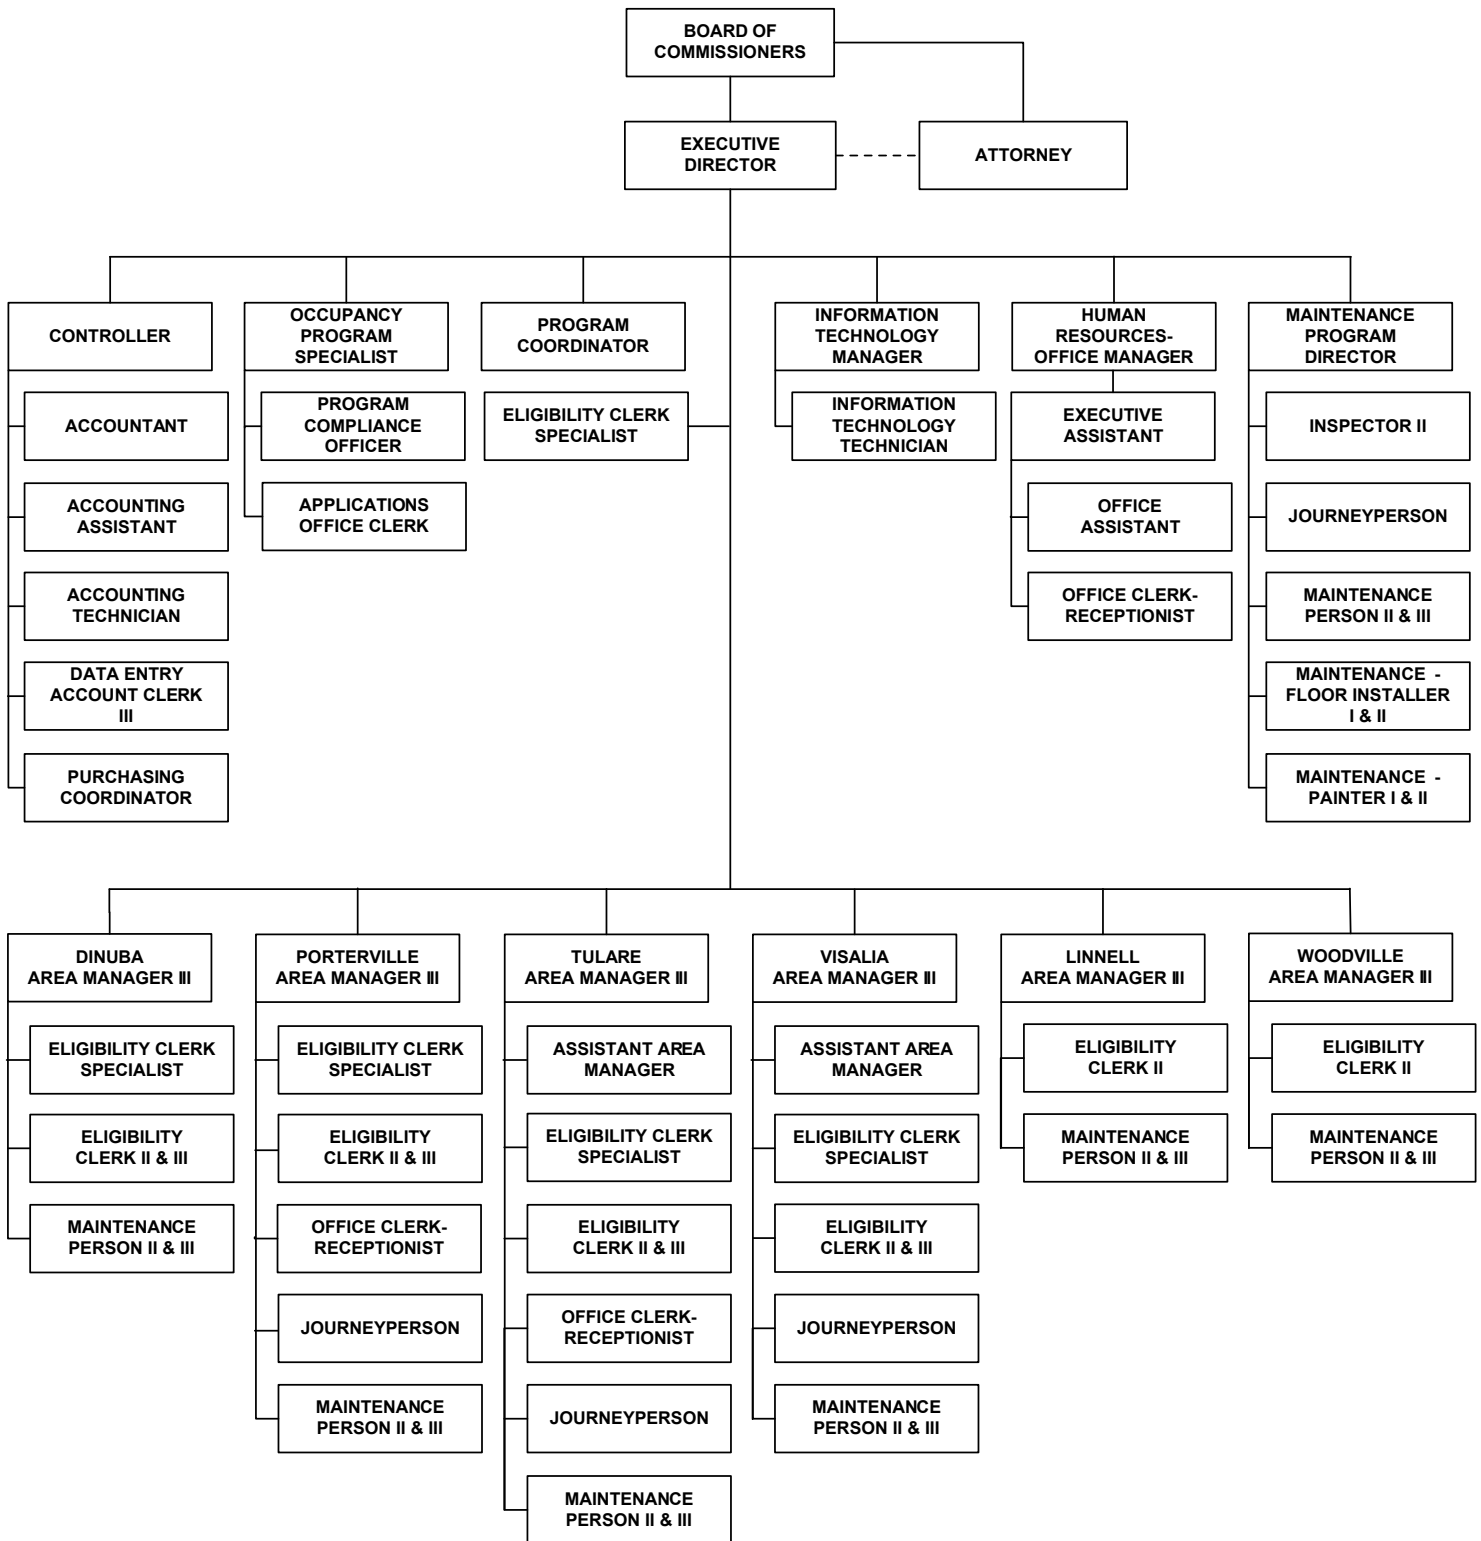 BOARD OF
COMMISSIONERS
EXECUTIVE
DIRECTOR
ATTORNEY
CONTROLLER
OCCUPANCY
PROGRAM
SPECIALIST
PROGRAM
COORDINATOR
INFORMATION
TECHNOLOGY
MANAGER
HUMAN
RESOURCES-
OFFICE MANAGER
MAINTENANCE
PROGRAM
DIRECTOR
ACCOUNTANT
PROGRAM
COMPLIANCE
OFFICER
ELIGIBILITY CLERK
SPECIALIST
INFORMATION
TECHNOLOGY
TECHNICIAN
EXECUTIVE
ASSISTANT
INSPECTOR II
ACCOUNTING
ASSISTANT
APPLICATIONS
OFFICE CLERK
OFFICE
ASSISTANT
JOURNEYPERSON
ACCOUNTING
TECHNICIAN
OFFICE CLERK-
RECEPTIONIST
MAINTENANCE
PERSON II & III
DATA ENTRY
ACCOUNT CLERK
III
MAINTENANCE -
FLOOR INSTALLER
I & II
PURCHASING
COORDINATOR
MAINTENANCE -
PAINTER I & II
DINUBA
AREA MANAGER III
PORTERVILLE
AREA MANAGER III
TULARE
AREA MANAGER III
VISALIA
AREA MANAGER III
LINNELL
AREA MANAGER III
WOODVILLE
AREA MANAGER III
ELIGIBILITY CLERK
SPECIALIST
ELIGIBILITY CLERK
SPECIALIST
ASSISTANT AREA
MANAGER
ASSISTANT AREA
MANAGER
ELIGIBILITY
CLERK II
ELIGIBILITY
CLERK II
ELIGIBILITY
CLERK II & III
ELIGIBILITY
CLERK II & III
ELIGIBILITY CLERK
SPECIALIST
ELIGIBILITY CLERK
SPECIALIST
MAINTENANCE
PERSON II & III
MAINTENANCE
PERSON II & III
MAINTENANCE
PERSON II & III
OFFICE CLERK-
RECEPTIONIST
ELIGIBILITY
CLERK II & III
ELIGIBILITY
CLERK II & III
JOURNEYPERSON
OFFICE CLERK-
RECEPTIONIST
JOURNEYPERSON
MAINTENANCE
PERSON II & III
JOURNEYPERSON
MAINTENANCE
PERSON II & III
MAINTENANCE
PERSON II & III